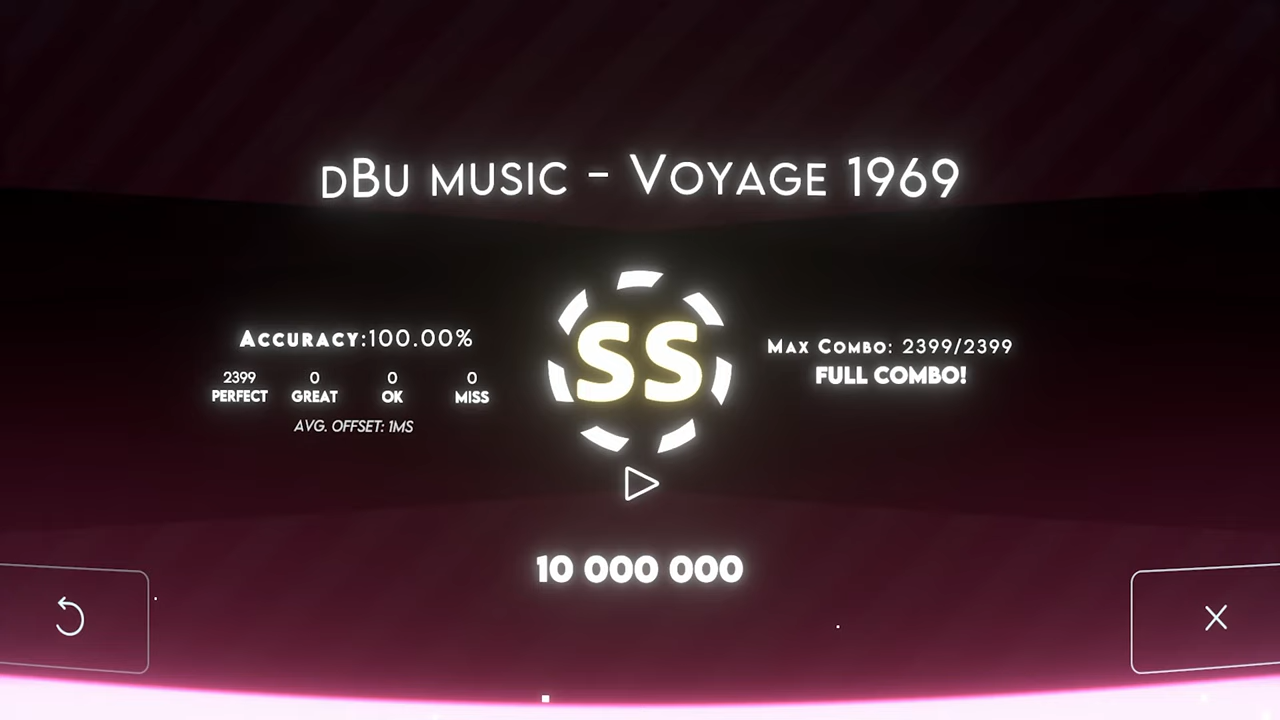 dBu music - Voyage 1969
Accuracy:100.00%
2399 0 0 0
PERFECT GREAT OK MISS
AVG. OFFSET: 1MS
SS
Max Combo: 2399/2399
FULL COMBO!
10 000 000